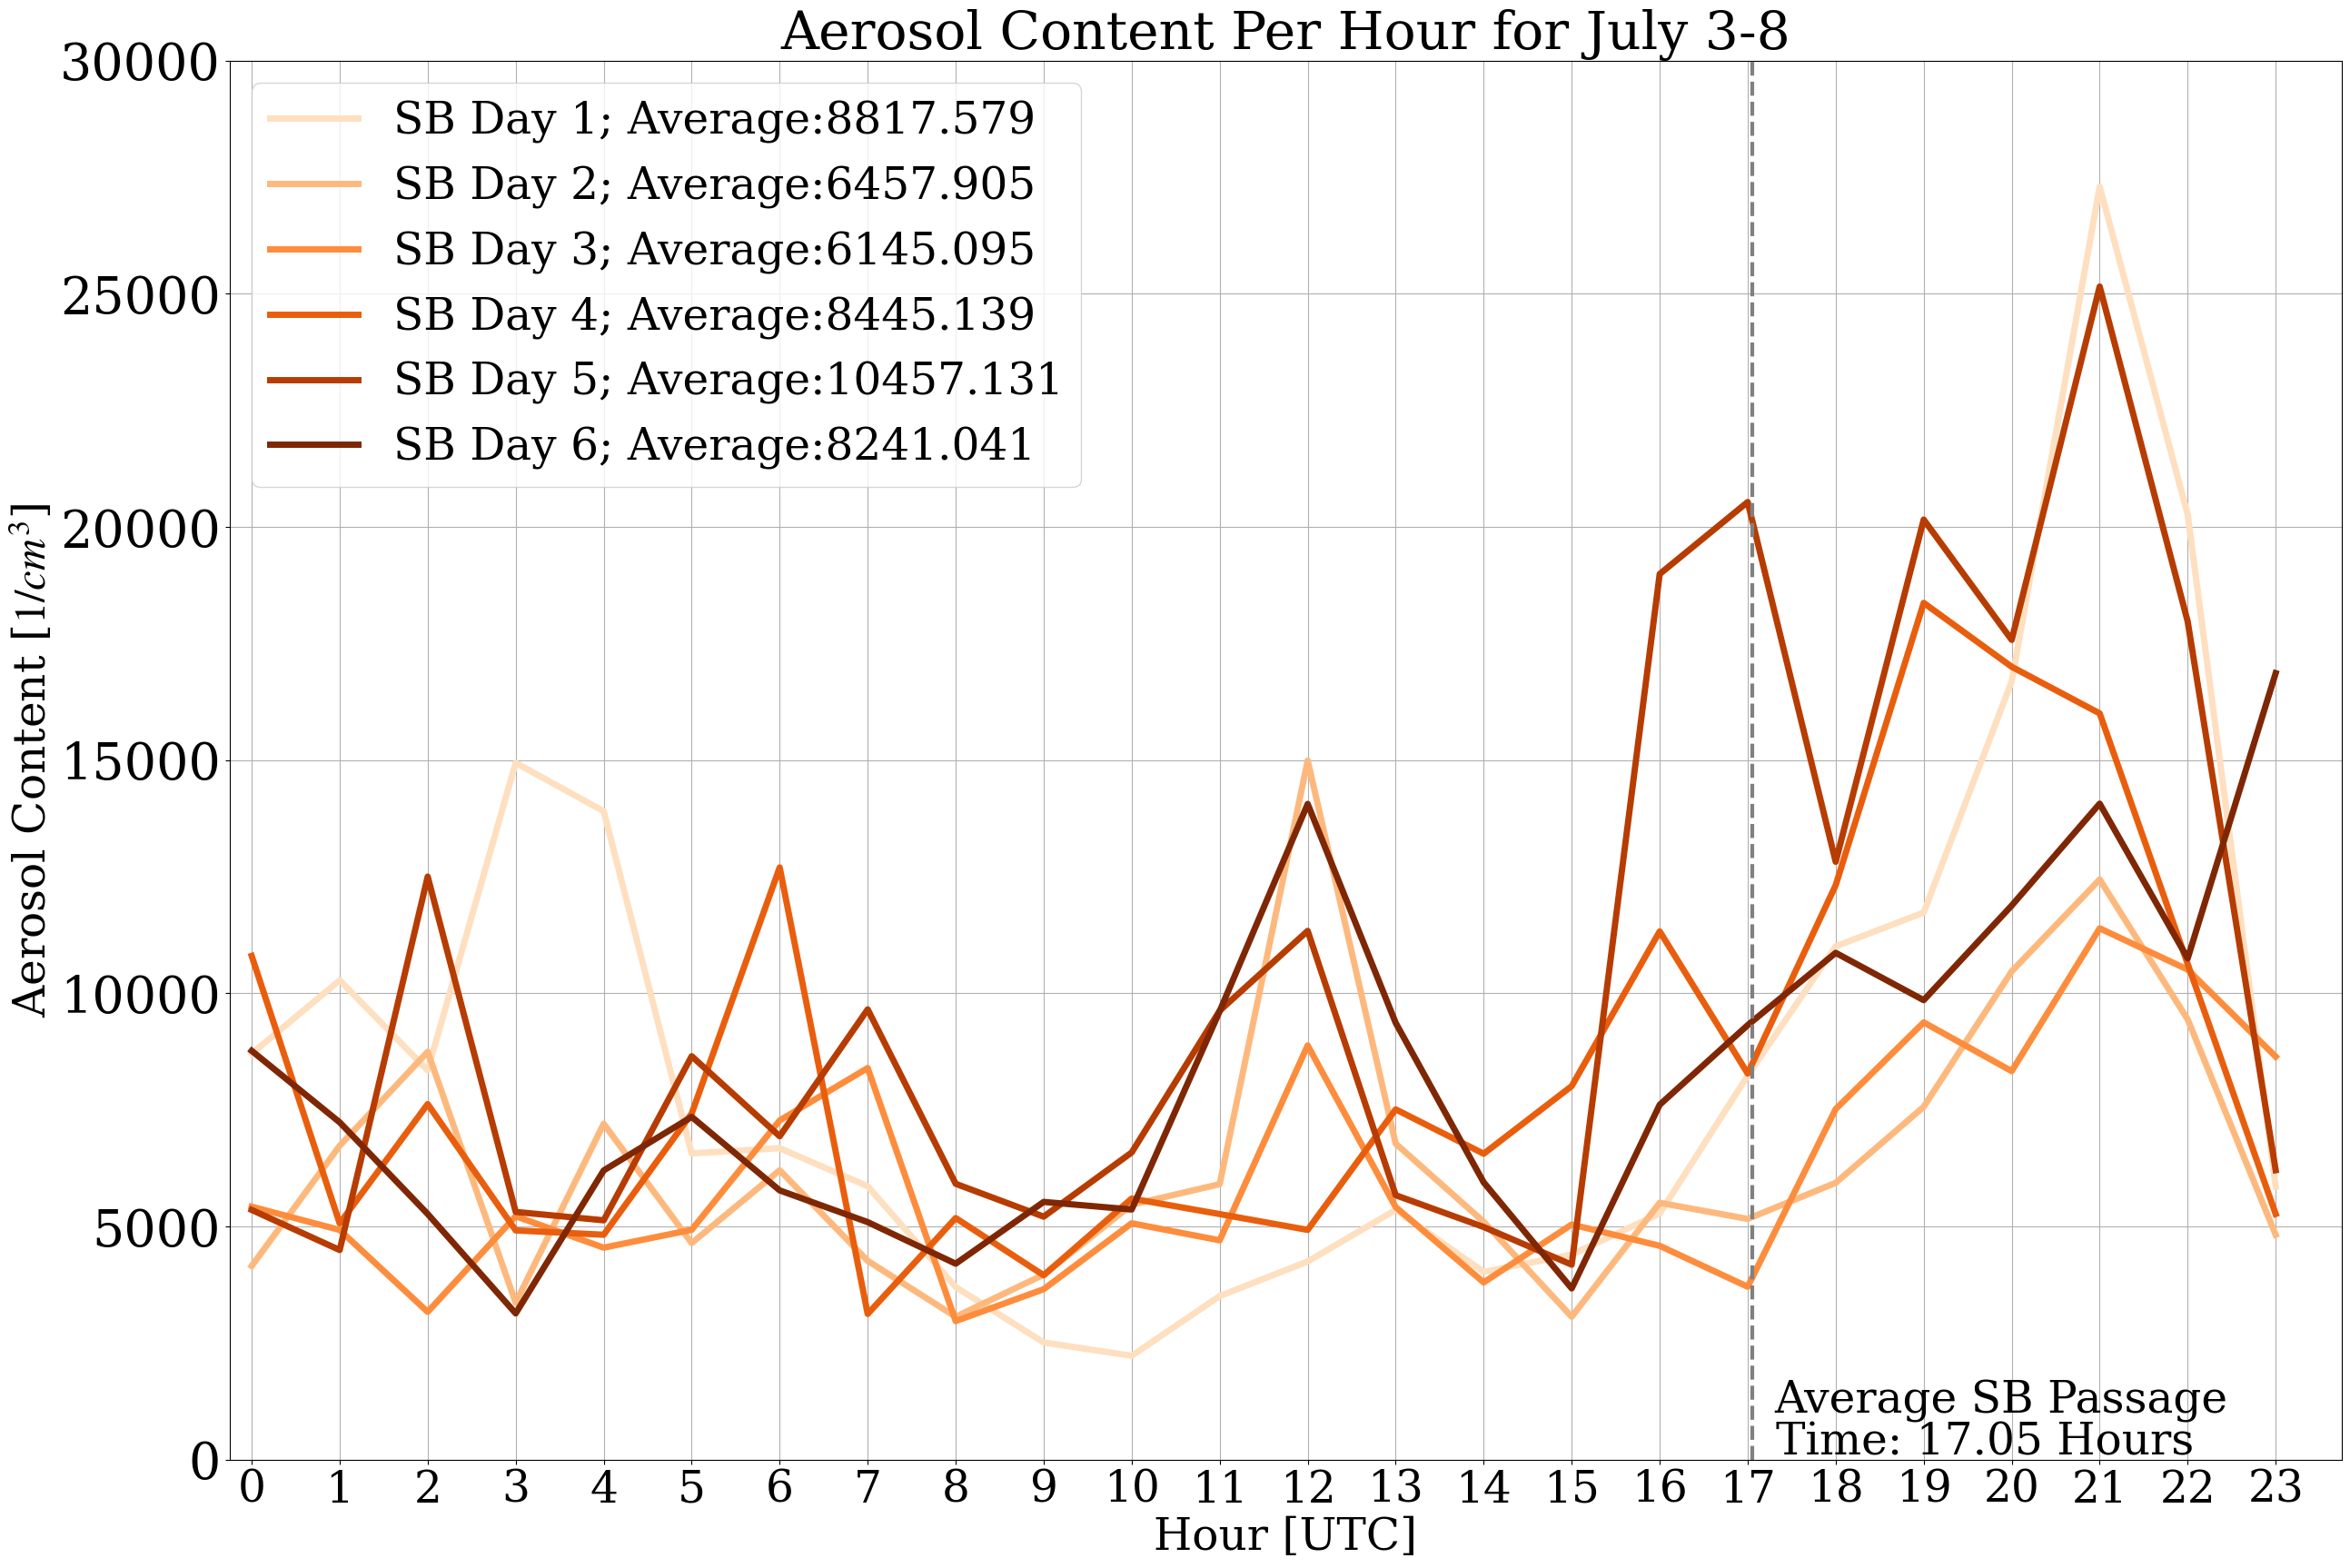 Aerosol Content Per Hour for July 3-8
30000
25000
20000
15000
10000
5000
0
Aerosol Content [1/cm³]
SB Day 1; Average:8817.579
SB Day 2; Average:6457.905
SB Day 3; Average:6145.095
SB Day 4; Average:8445.139
SB Day 5; Average:10457.131
SB Day 6; Average:8241.041
Average SB Passage
Time: 17.05 Hours
0 1 2 3 4 5 6 7 8 9 10 11 12 13 14 15 16 17 18 19 20 21 22 23
Hour [UTC]